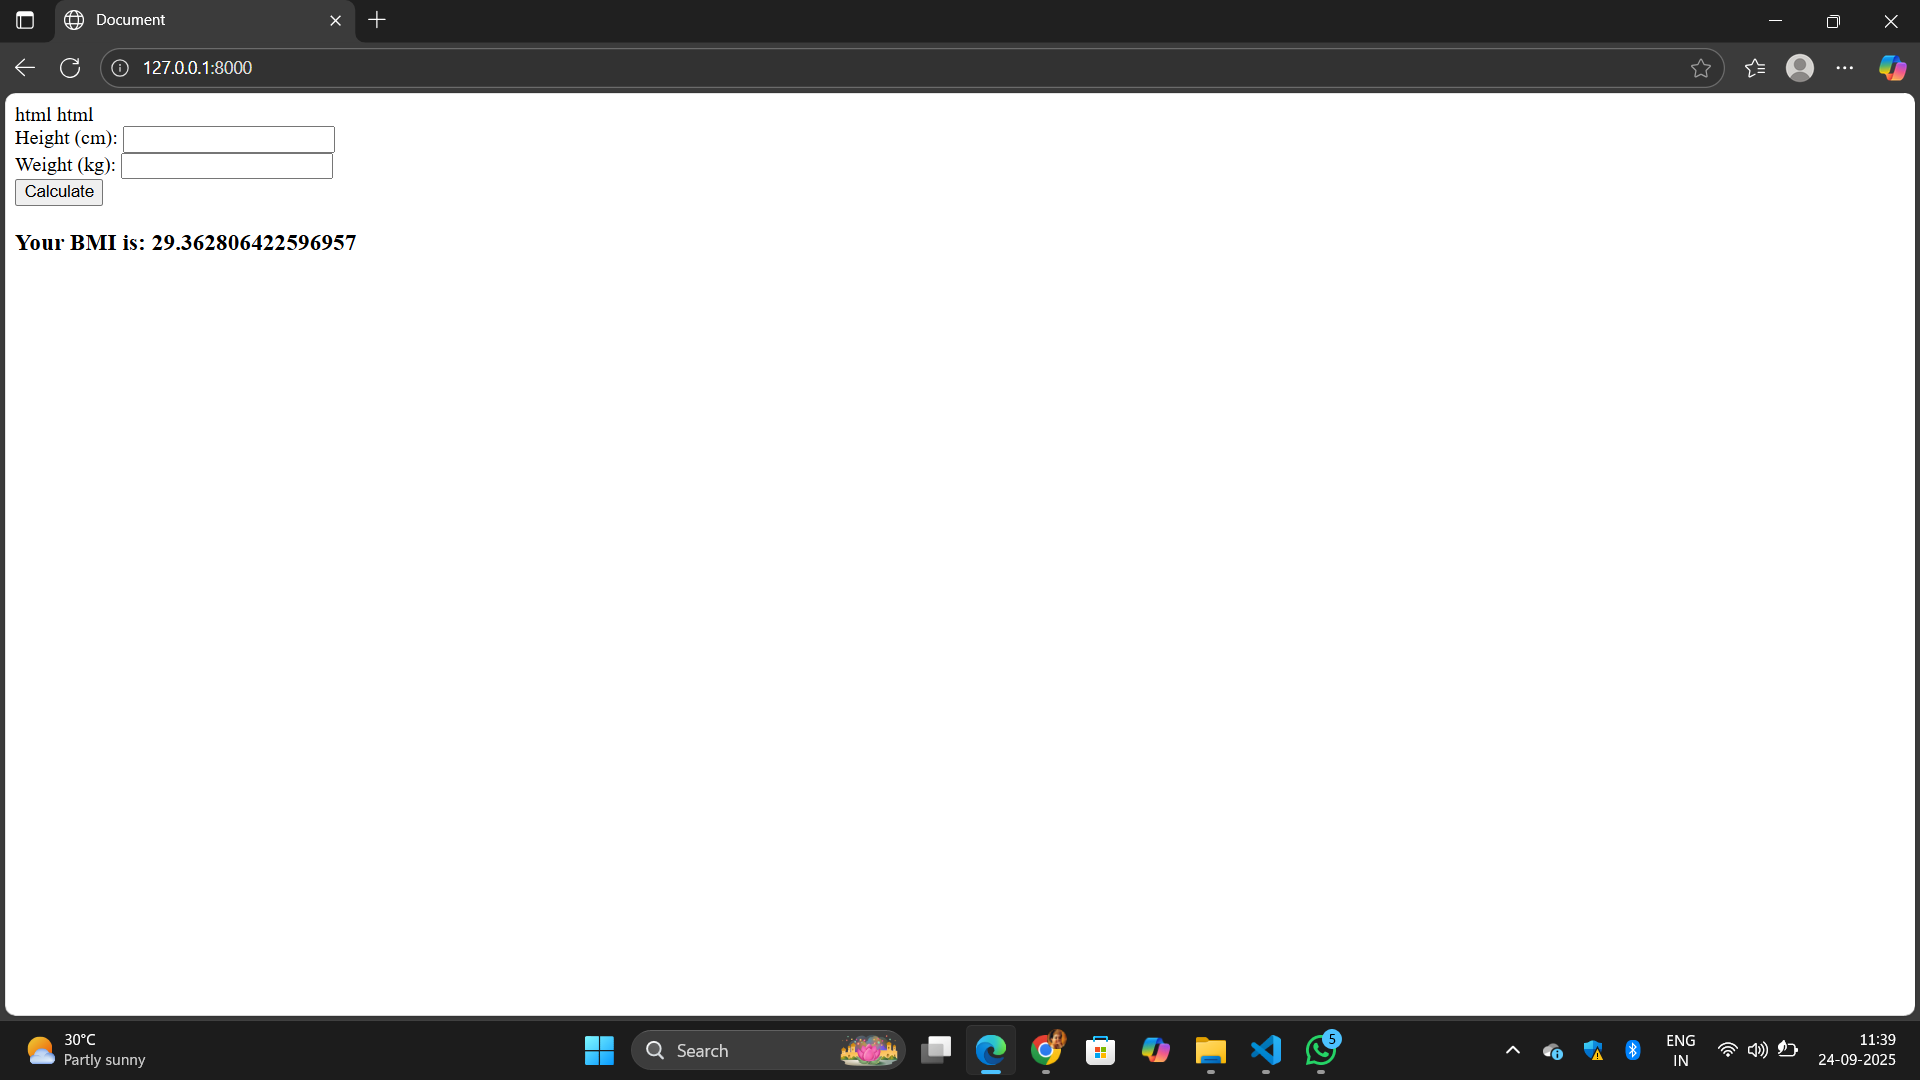 Document
127.0.0.1:8000
html html
Height (cm):
Weight (kg):
Calculate
Your BMI is: 29.362806422596957
30°C
Partly sunny
Search
5
ENG
IN
11:39
24-09-2025